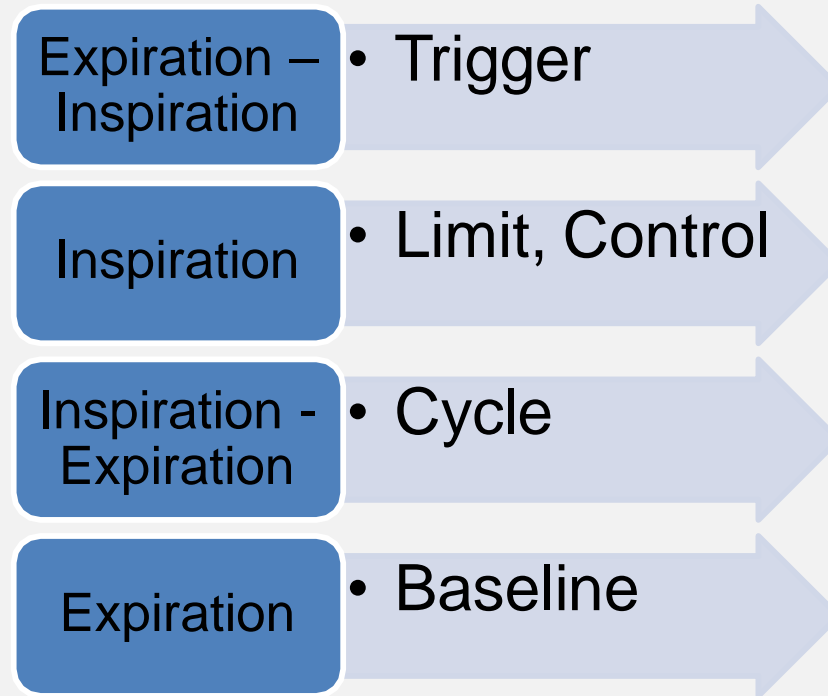 Expiration –
Inspiration
• Trigger
Inspiration
• Limit, Control
Inspiration -
Expiration
• Cycle
Expiration
• Baseline